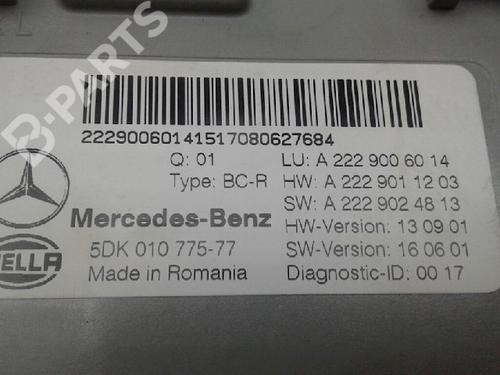 B-PARTS
2229006014151708062​7684
Q: 01
LU: A 222 900 60 14
Type: BC-R
HW: A 222 901 12 03
SW: A 222 902 48 13
Mercedes-Benz
HW-Version: 13 09 01
HELLA
5DK 010 775-77
SW-Version: 16 06 01
Made in Romania
Diagnostic-ID: 00 17